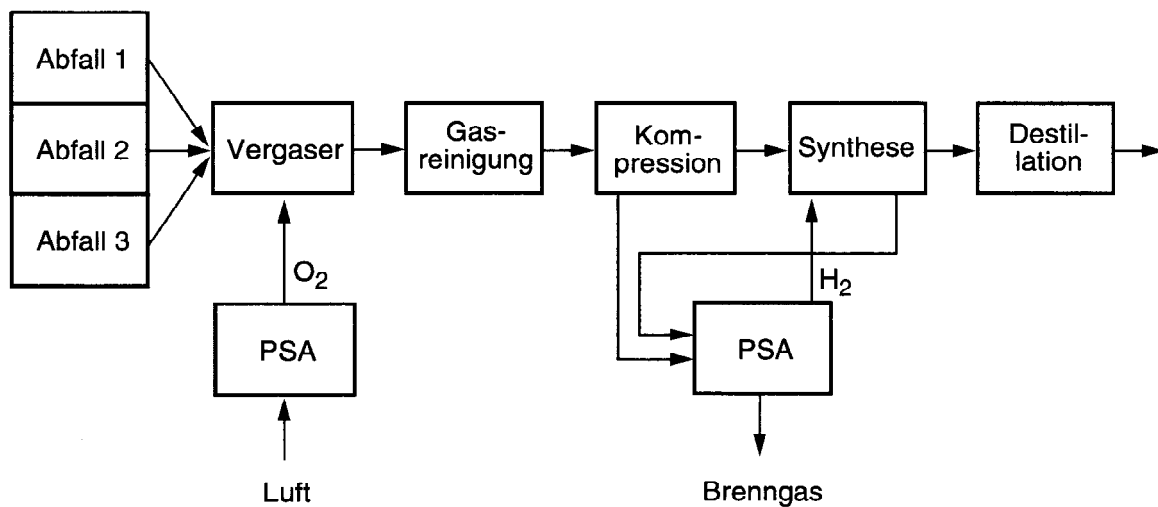 Abfall 1
Abfall 2
Abfall 3
Vergaser
Gas-
reinigung
Kom-
pression
Synthese
Destil-
lation
O₂
H₂
PSA
PSA
Luft
Brenngas